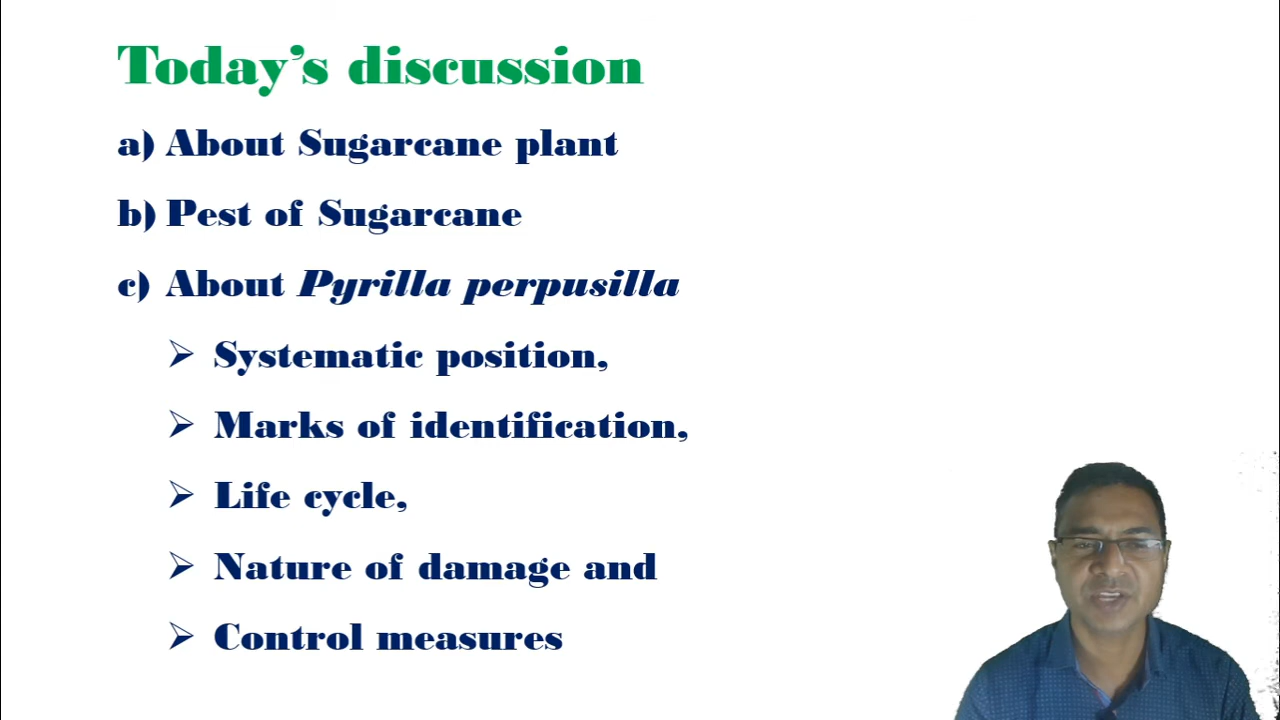 Today's discussion
a) About Sugarcane plant
b) Pest of Sugarcane
c) About Pyrilla perpusilla
➢ Systematic position,
➢ Marks of identification,
➢ Life cycle,
➢ Nature of damage and
➢ Control measures